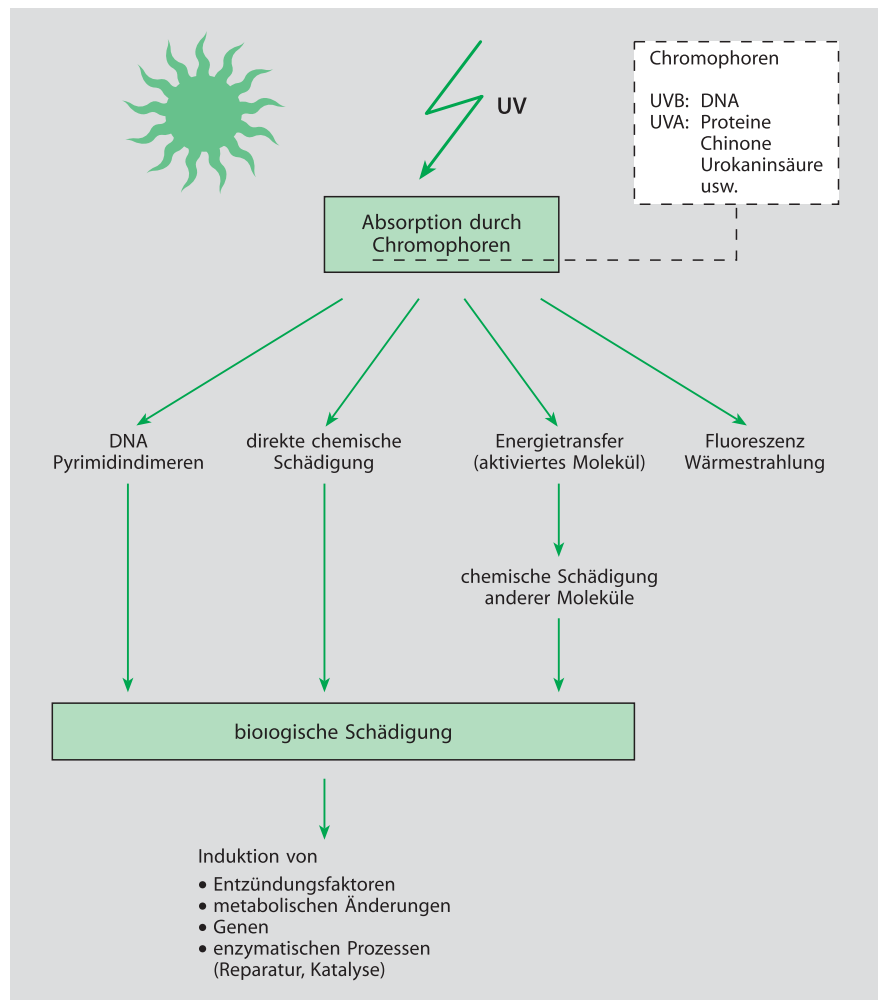 Chromophoren
UVB: DNA
UVA: Proteine
Chinone
Urokaninsäure
usw.
UV
Absorption durch
Chromophoren
DNA
Pyrimidindimeren
direkte chemische
Schädigung
Energietransfer
(aktiviertes Molekül)
Fluoreszenz
Wärmestrahlung
chemische Schädigung
anderer Moleküle
biologische Schädigung
Induktion von
• Entzündungsfaktoren
• metabolischen Änderungen
• Genen
• enzymatischen Prozessen
(Reparatur, Katalyse)